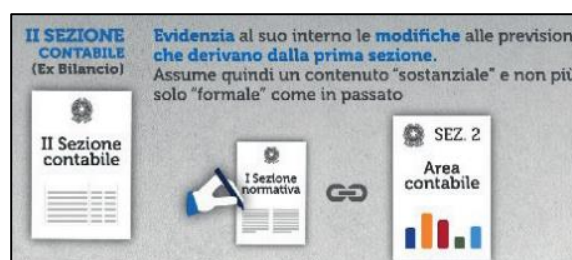 II SEZIONE
CONTABILE
(Ex Bilancio)
Evidenzia al suo interno le modifiche alle prevision
che derivano dalla prima sezione.
Assume quindi un contenuto "sostanziale" e non più
solo "formale" come in passato
II Sezione
contabile
I Sezione
normativa
SEZ. 2
Area
contabile